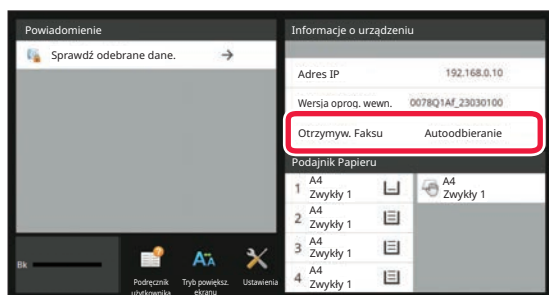 Powiadomienie
Sprawdź odebrane dane.
Informacje o urządzeniu
Adres IP 192.168.0.10
Wersja oprog. wewn. 0078Q1Af_23030100
Otrzymyw. Faksu Autoodbieranie
Podajnik Papieru
1 A4
Zwykły 1
A4
Zwykły 1
2 A4
Zwykły 1
3 A4
Zwykły 1
4 A4
Zwykły 1
Bk
Podręcznik
użytkownika
Tryb powiększ.
ekranu
Ustawienia